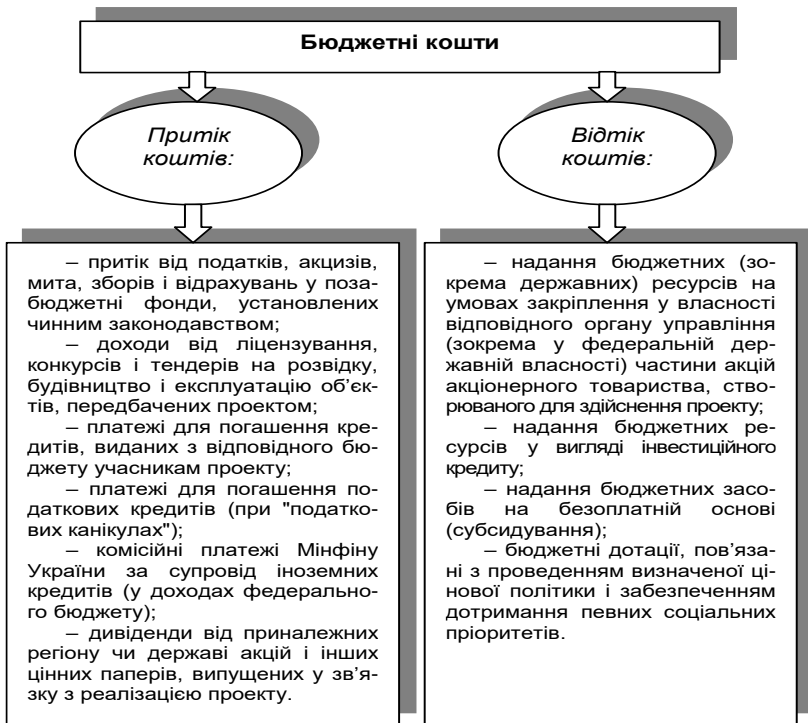 Бюджетні кошти
Притік
коштів:
Відтік
коштів:
– притік від податків, акцизів,
мита, зборів і відрахувань у поза-
бюджетні фонди, установлених
чинним законодавством;
– доходи від ліцензування,
конкурсів і тендерів на розвідку,
будівництво і експлуатацію об’єк-
тів, передбачених проектом;
– платежі для погашення кре-
дитів, виданих з відповідного бю-
джету учасникам проекту;
– платежі для погашення по-
даткових кредитів (при "податко-
вих канікулах");
– комісійні платежі Мінфіну
України за супровід іноземних
кредитів (у доходах федерально-
го бюджету);
– дивіденди від приналежних
регіону чи державі акцій і інших
цінних паперів, випущених у зв’я-
зку з реалізацією проекту.
– надання бюджетних (зо-
крема державних) ресурсів на
умовах закріплення у власності
відповідного органу управління
(зокрема у федеральній дер-
жавній власності) частини акцій
акціонерного товариства, ство-
рюваного для здійснення проекту;
– надання бюджетних ре-
сурсів у вигляді інвестиційного
кредиту;
– надання бюджетних засо-
бів на безоплатній основі
(субсидування);
– бюджетні дотації, пов’яза-
ні з проведенням визначеної ці-
нової політики і забезпеченням
дотримання певних соціальних
пріоритетів.